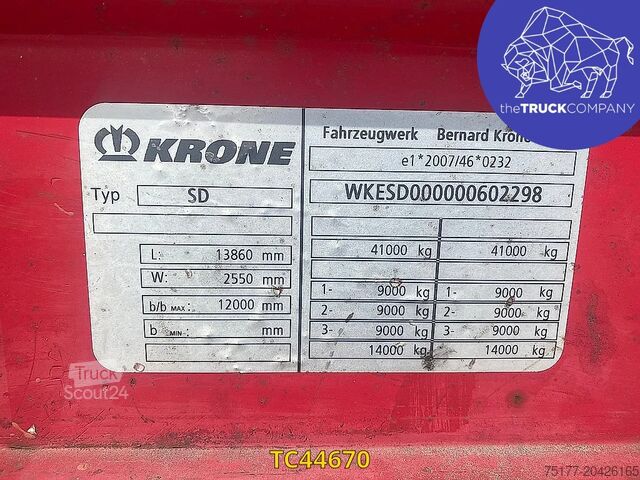 theTRUCKCOMPANY
KRONE
Typ SD
L: 13860 mm
W: 2550 mm
b/b MAX: 12000 mm
b MIN-: mm
Fahrzeugwerk Bernard Krone
e1*2007/46*0232
WKESD000000602298
41000 kg 41000 kg
1- 9000 kg 1- 9000 kg
2- 9000 kg 2- 9000 kg
3- 9000 kg 3- 9000 kg
14000 kg 14000 kg
Truck
Scout24
TC44670
75177-20426165